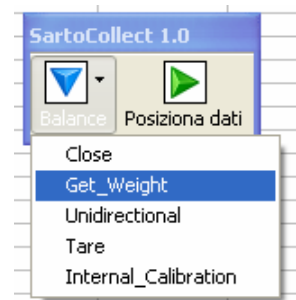 SartoCollect 1.0
Balance Posiziona dati
Close
Get_Weight
Unidirectional
Tare
Internal_Calibration